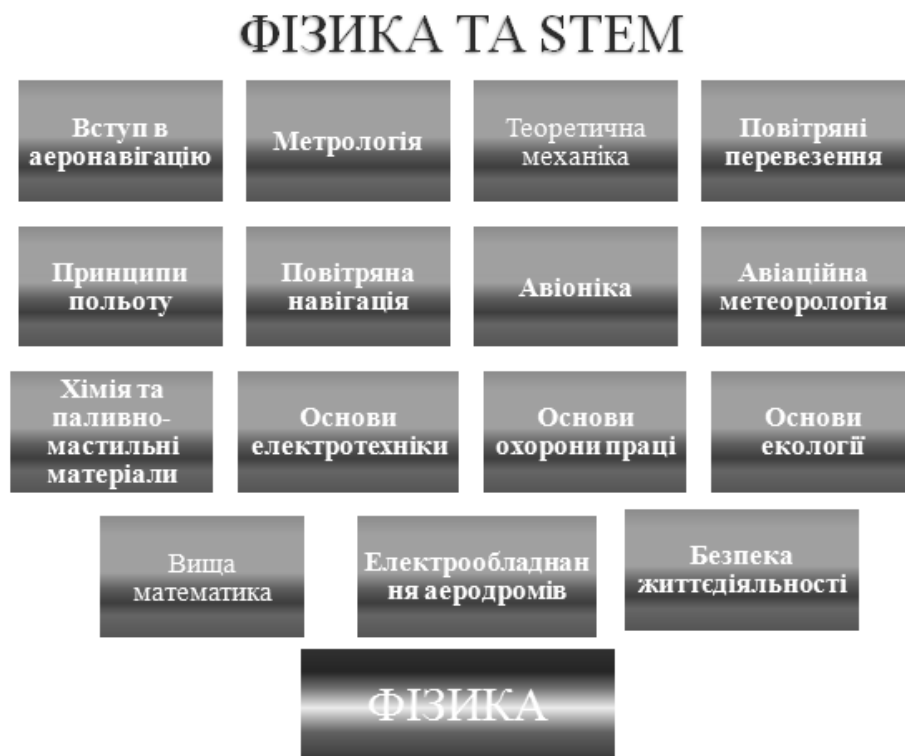 ФІЗИКА ТА STEM
Вступ в
аеронавігацію
Метрологія
Теоретична
механіка
Повітряні
перевезення
Принципи
польоту
Повітряна
навігація
Авіоніка
Авіаційна
метеорологія
Хімія та
паливно-
мастильні
матеріали
Основи
електротехніки
Основи
охорони праці
Основи
екології
Вища
математика
Електрообладнан
ня аеродромів
Безпека
життєдіяльності
ФІЗИКА